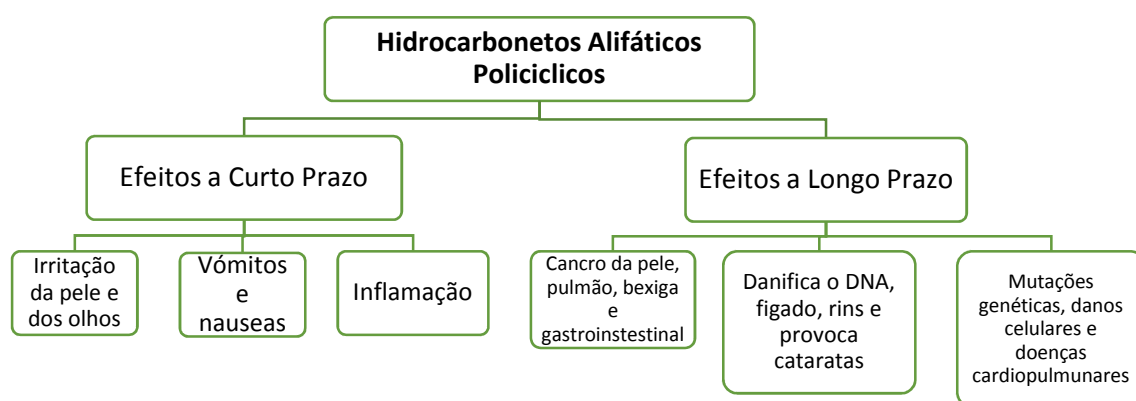 Hidrocarbonetos Alifáticos
Policiclicos
Efeitos a Curto Prazo
Efeitos a Longo Prazo
Irritação
da pele e
dos olhos
Vómitos
e
nauseas
Inflamação
Cancro da pele,
pulmão, bexiga
e
gastroinstestinal
Danifica o DNA,
figado, rins e
provoca
cataratas
Mutações
genéticas, danos
celulares e
doenças
cardiopulmunares